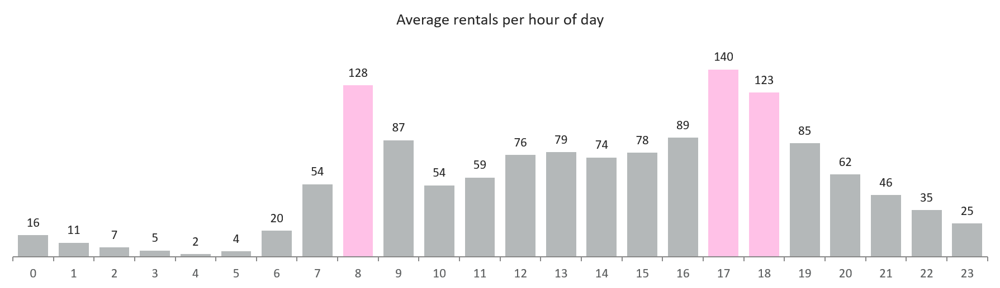 Average rentals per hour of day
16 11 7 5 2 4 20 54 128 87 54 59 76 79 74 78 89 140 123 85 62 46 35 25
0 1 2 3 4 5 6 7 8 9 10 11 12 13 14 15 16 17 18 19 20 21 22 23